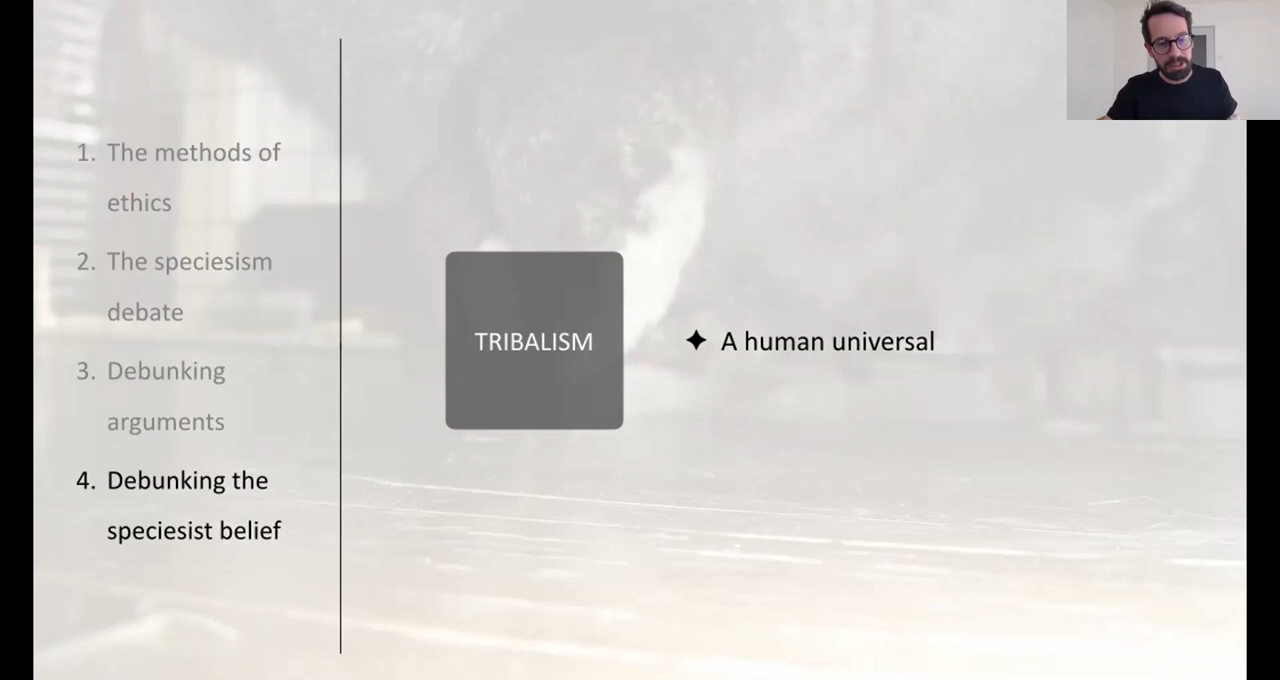 1. The methods of
ethics
2. The speciesism
debate
3. Debunking
arguments
4. Debunking the
speciesist belief
TRIBALISM
✦ A human universal